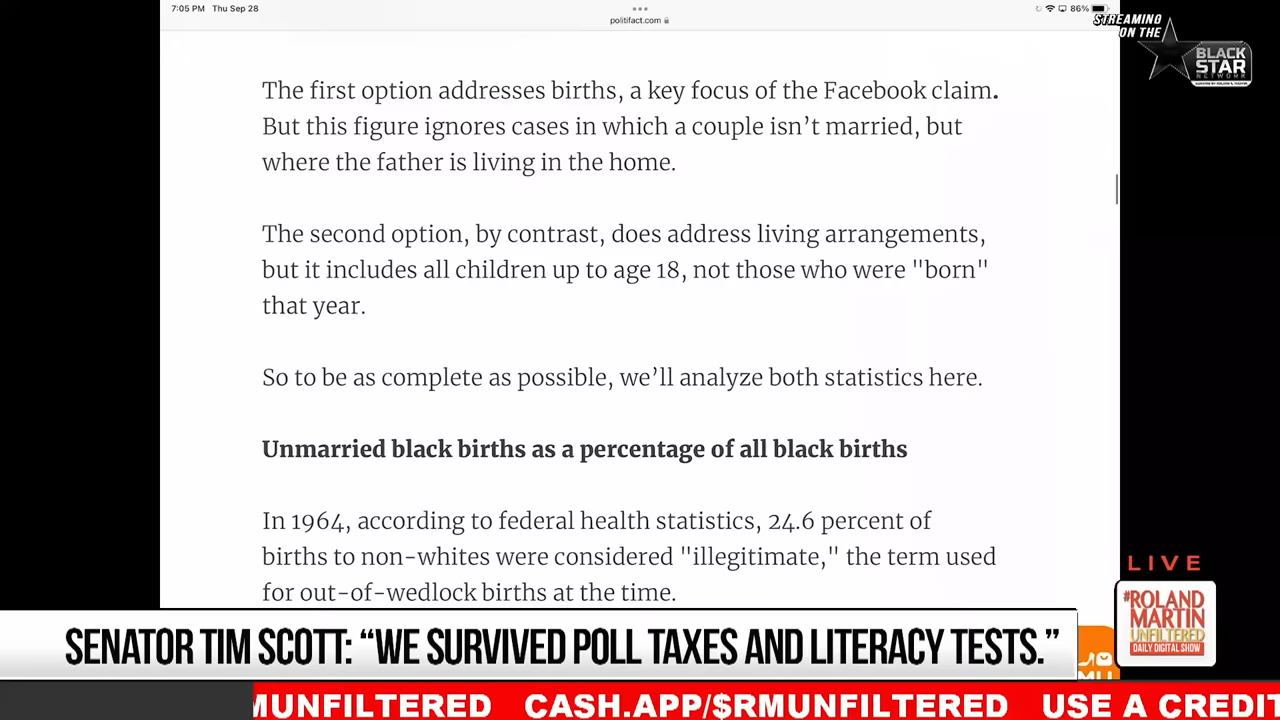 7:05 PM Thu Sep 28
86%
politifact.com
STREAMING
ON THE
BLACK
STAR
NETWORK
The first option addresses births, a key focus of the Facebook claim.
But this figure ignores cases in which a couple isn’t married, but
where the father is living in the home.
The second option, by contrast, does address living arrangements,
but it includes all children up to age 18, not those who were "born"
that year.
So to be as complete as possible, we’ll analyze both statistics here.
Unmarried black births as a percentage of all black births
In 1964, according to federal health statistics, 24.6 percent of
births to non-whites were considered "illegitimate," the term used
for out-of-wedlock births at the time.
LIVE
#ROLAND
MARTIN
UNFILTERED
DAILY DIGITAL SHOW
SENATOR TIM SCOTT: “WE SURVIVED POLL TAXES AND LITERACY TESTS.”
MUNFILTERED CASH.APP/$RMUNFILTERED USE A CREDIT